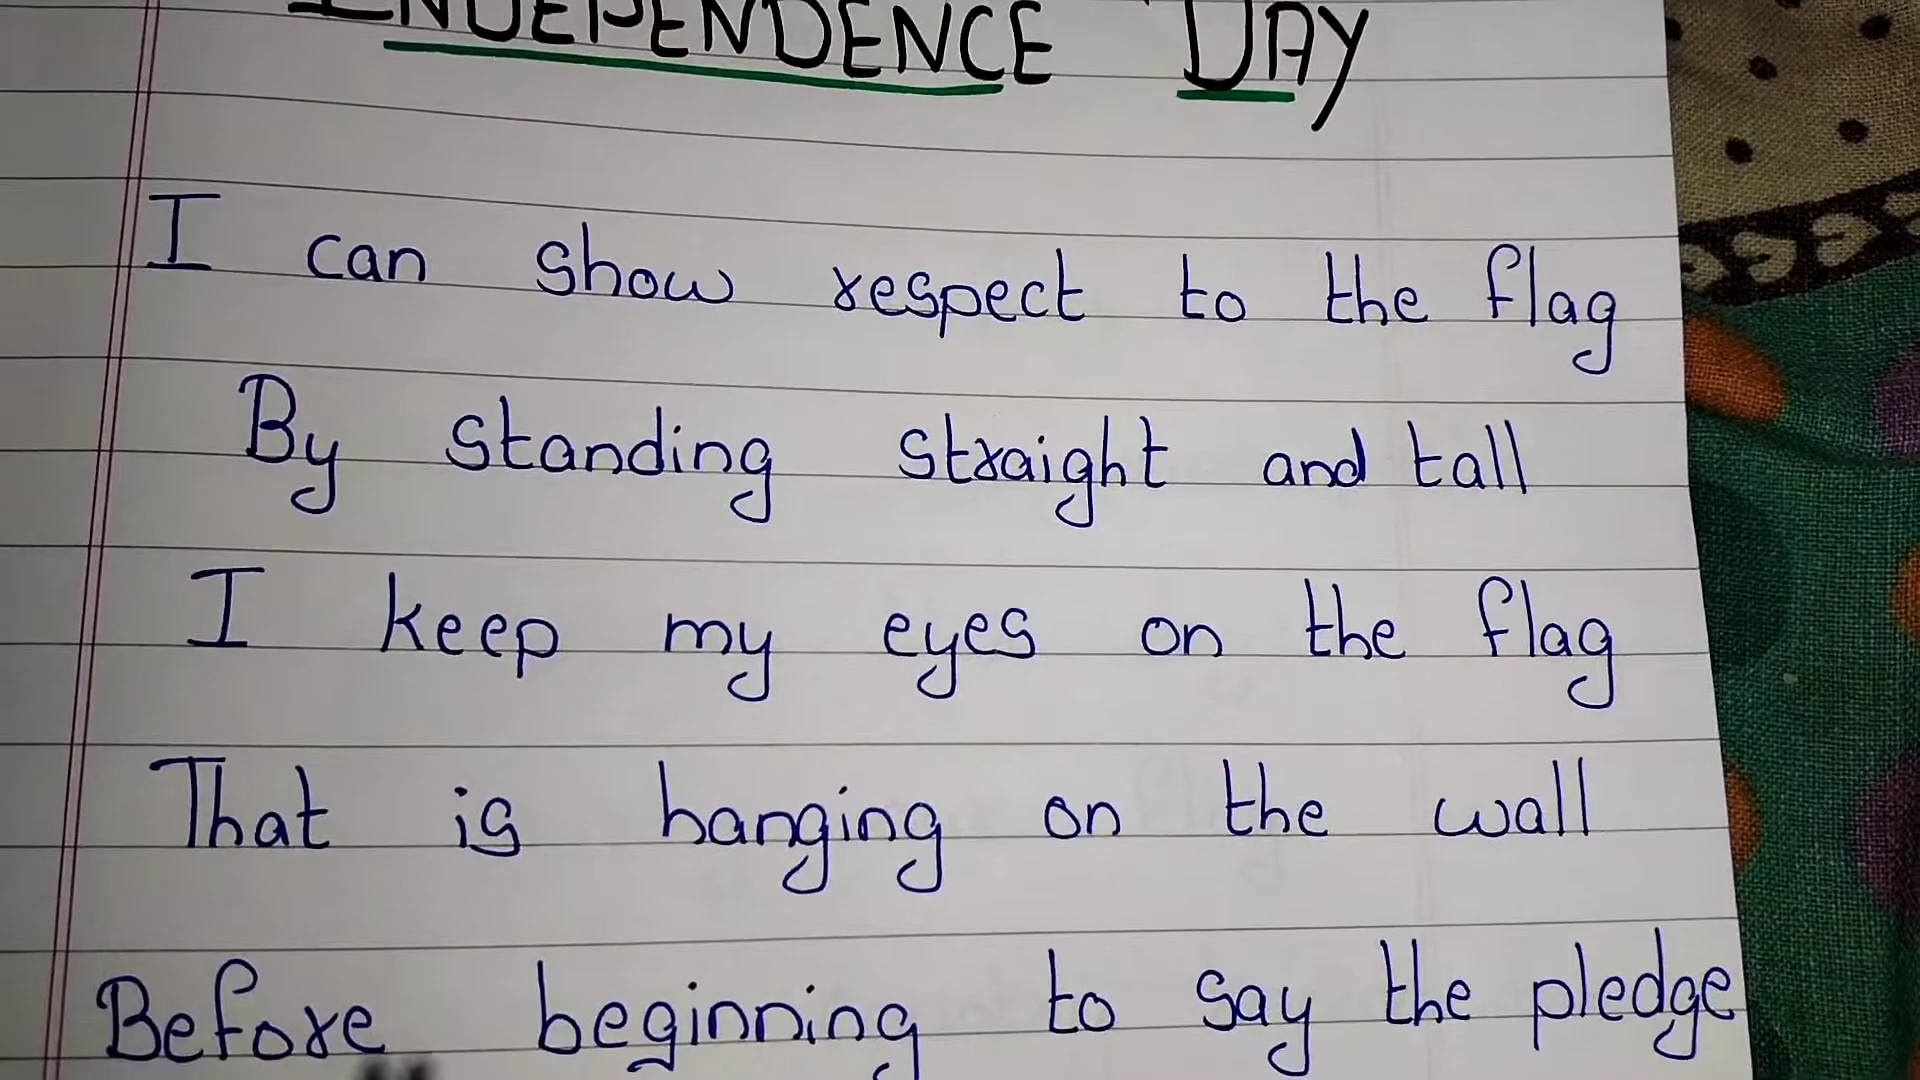 INDEPENDENCE DAY
I can show respect to the flag
By standing straight and tall
I keep my eyes on the flag
That is hanging on the wall
Before beginning to say the pledge